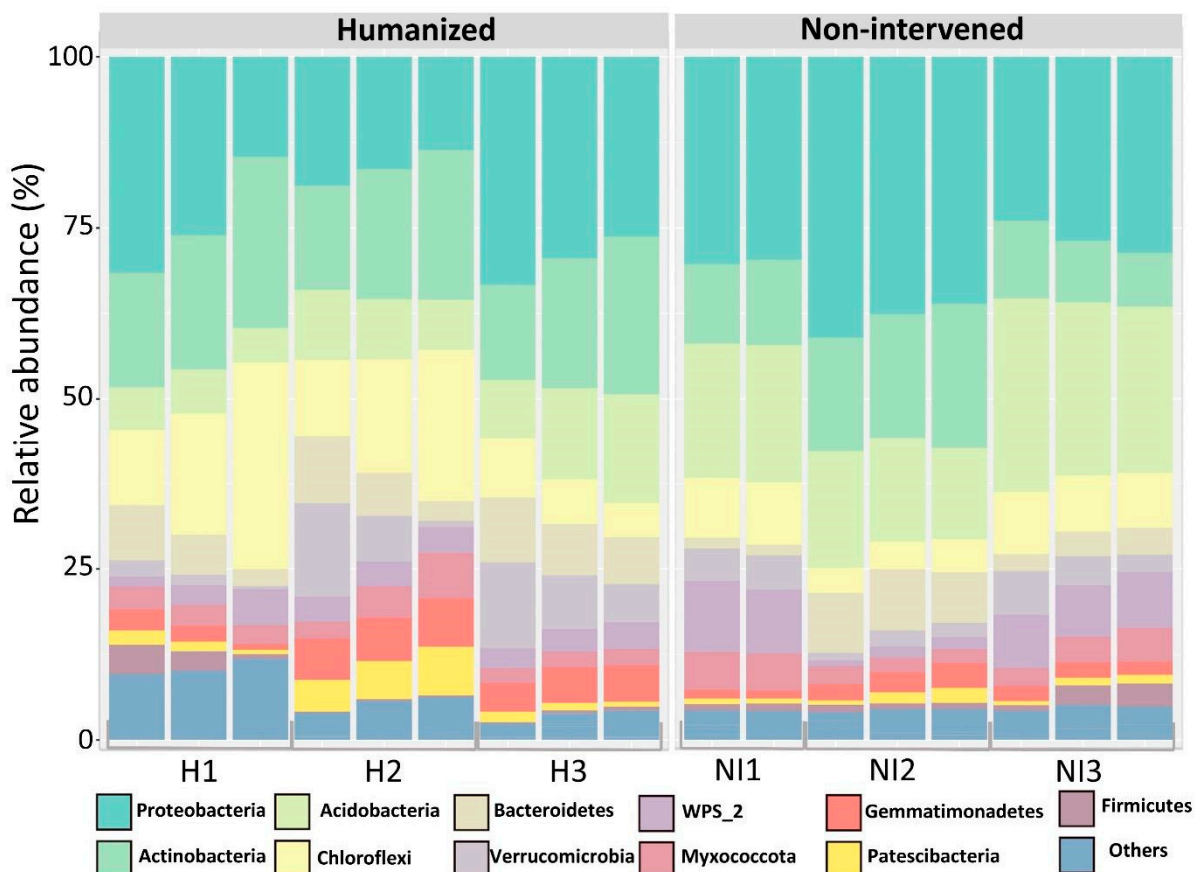 Humanized Non-intervened
100
75
50
25
0
Relative abundance (%)
H1 H2 H3 NI1 NI2 NI3
Proteobacteria Acidobacteria Bacteroidetes WPS_2 Gemmatimonadetes Firmicutes
Actinobacteria Chloroflexi Verrucomicrobia Myxococcota Patescibacteria Others